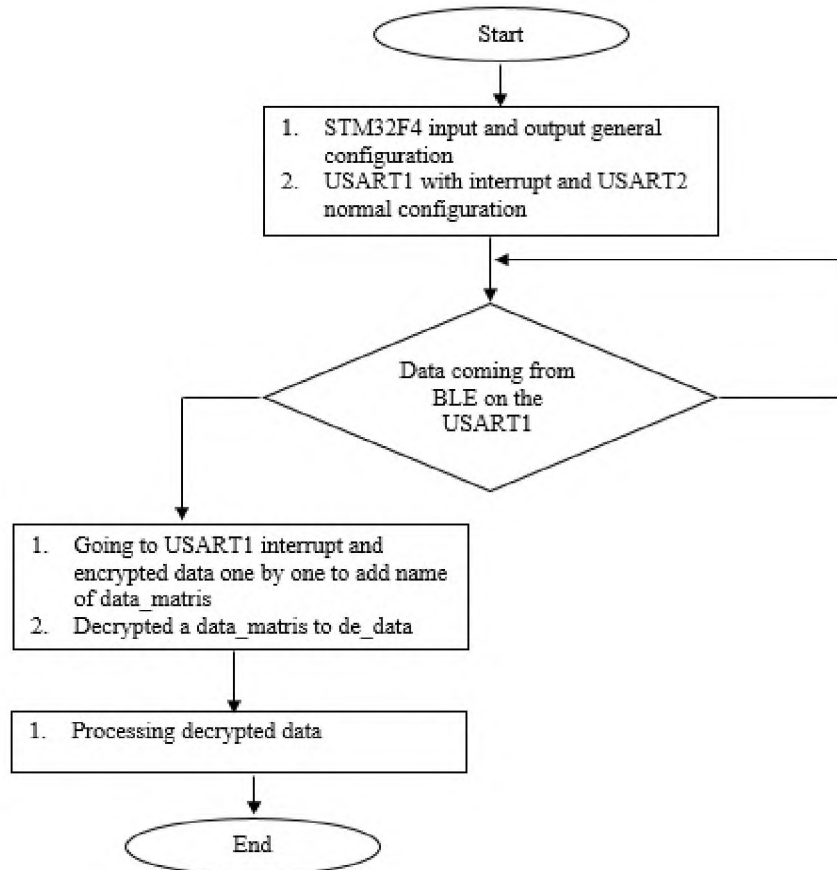 Start
1. STM32F4 input and output general
configuration
2. USART1 with interrupt and USART2
normal configuration
Data coming from
BLE on the
USART1
1. Going to USART1 interrupt and
encrypted data one by one to add name
of data_matris
2. Decrypted a data_matris to de_data
1. Processing decrypted data
End